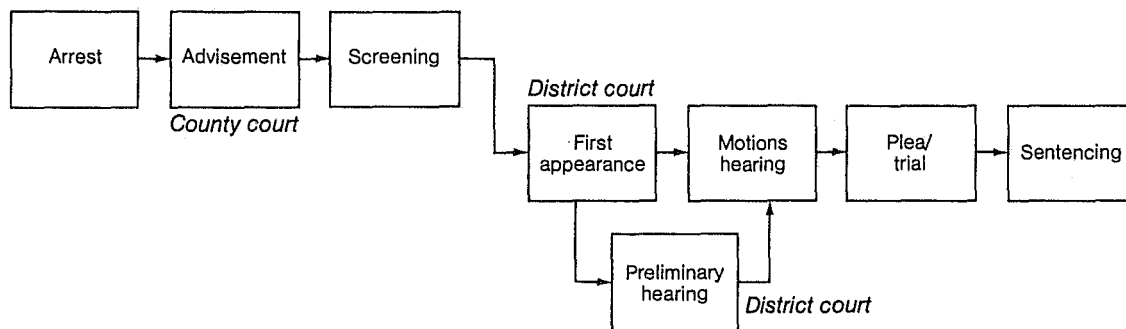 Arrest
Advisement
Screening
County court
District court
First
appearance
Motions
hearing
Plea/
trial
Sentencing
Preliminary
hearing
District court